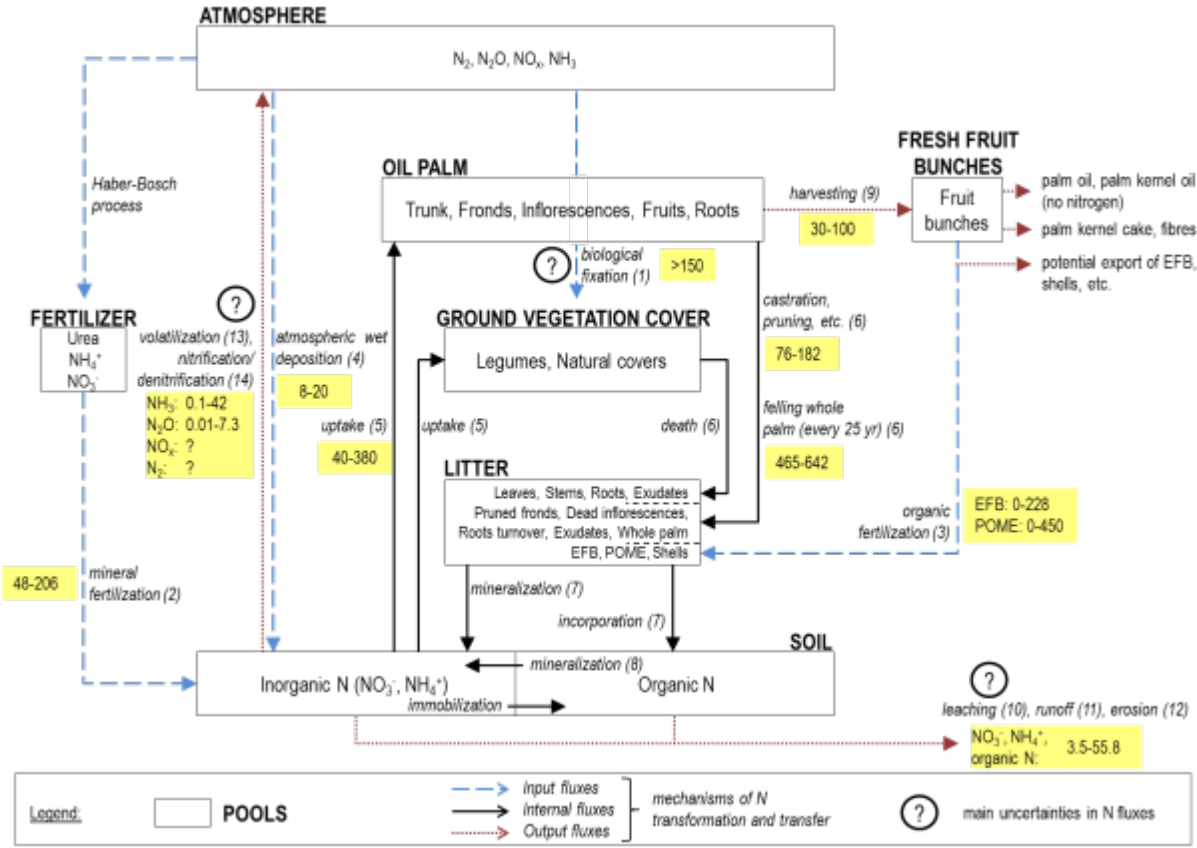 ATMOSPHERE
N₂, N₂O, NOₓ, NH₃
Haber-Bosch
process
OIL PALM
Trunk, Fronds, Inflorescences, Fruits, Roots
harvesting (9)
30-100
FRESH FRUIT
BUNCHES
Fruit
bunches
palm oil, palm kernel oil
(no nitrogen)
palm kernel cake, fibres
potential export of EFB,
shells, etc.
?
biological
fixation (1)
>150
castration,
pruning, etc. (6)
76-182
FERTILIZER
Urea
NH₄⁺
NO₃⁻
?
volatilization (13),
nitrification/
denitrification (14)
NH₃: 0.1-42
N₂O: 0.01-7.3
NOₓ: ?
N₂: ?
atmospheric wet
deposition (4)
8-20
GROUND VEGETATION COVER
Legumes, Natural covers
uptake (5)
40-380
uptake (5)
death (6)
felling whole
palm (every 25 yr) (6)
465-642
LITTER
Leaves, Stems, Roots, Exudates
Pruned fronds, Dead inflorescences,
Roots turnover, Exudates, Whole palm
EFB, POME, Shells
organic
fertilization (3)
EFB: 0-228
POME: 0-450
48-206
mineral
fertilization (2)
mineralization (7)
incorporation (7)
SOIL
Inorganic N (NO₃⁻, NH₄⁺)
mineralization (8)
immobilization
Organic N
?
leaching (10), runoff (11), erosion (12)
NO₃⁻, NH₄⁺,
organic N:
3.5-55.8
Legend:
POOLS
Input fluxes
Internal fluxes
Output fluxes
mechanisms of N
transformation and transfer
?
main uncertainties in N fluxes